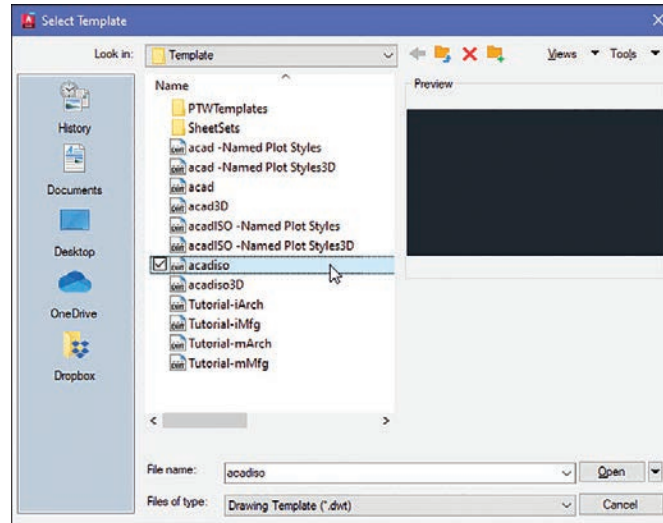 Select Template
Look in: Template
Views Tools
Name
Preview
PTWTemplates
SheetSets
acad -Named Plot Styles
acad -Named Plot Styles3D
acad
acad3D
acadISO -Named Plot Styles
acadISO -Named Plot Styles3D
acadiso
acadiso3D
Tutorial-iArch
Tutorial-iMfg
Tutorial-mArch
Tutorial-mMfg
History
Documents
Desktop
OneDrive
Dropbox
File name: acadiso
Open
Files of type: Drawing Template (*.dwt)
Cancel